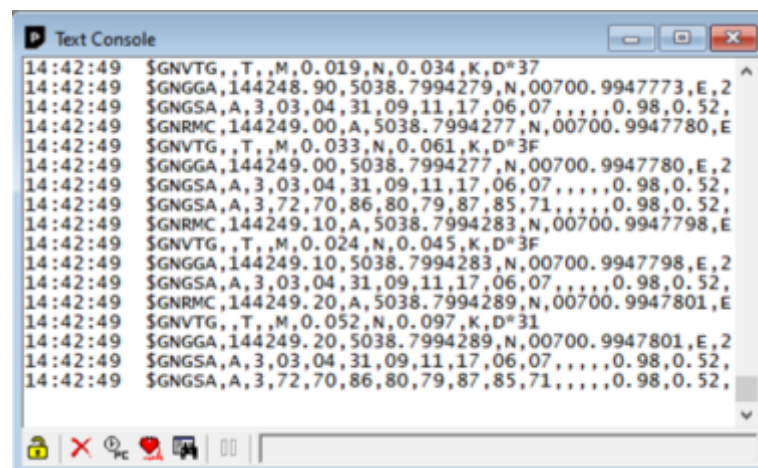 Text Console
14:42:49 $GNVTG,,T,,M,0.019,N,0.034,K,D*37
14:42:49 $GNGGA,144248.90,5038.7994279,N,00700.9947773,E,2
14:42:49 $GNGSA,A,3,03,04,31,09,11,17,06,07,,,,,0.98,0.52,
14:42:49 $GNRMC,144249.00,A,5038.7994277,N,00700.9947780,E
14:42:49 $GNVTG,,T,,M,0.033,N,0.061,K,D*3F
14:42:49 $GNGGA,144249.00,5038.7994277,N,00700.9947780,E,2
14:42:49 $GNGSA,A,3,03,04,31,09,11,17,06,07,,,,,0.98,0.52,
14:42:49 $GNGSA,A,3,72,70,86,80,79,87,85,71,,,,,0.98,0.52,
14:42:49 $GNRMC,144249.10,A,5038.7994283,N,00700.9947798,E
14:42:49 $GNVTG,,T,,M,0.024,N,0.045,K,D*3F
14:42:49 $GNGGA,144249.10,5038.7994283,N,00700.9947798,E,2
14:42:49 $GNGSA,A,3,03,04,31,09,11,17,06,07,,,,,0.98,0.52,
14:42:49 $GNRMC,144249.20,A,5038.7994289,N,00700.9947801,E
14:42:49 $GNVTG,,T,,M,0.052,N,0.097,K,D*31
14:42:49 $GNGGA,144249.20,5038.7994289,N,00700.9947801,E,2
14:42:49 $GNGSA,A,3,03,04,31,09,11,17,06,07,,,,,0.98,0.52,
14:42:49 $GNGSA,A,3,72,70,86,80,79,87,85,71,,,,,0.98,0.52,
PC